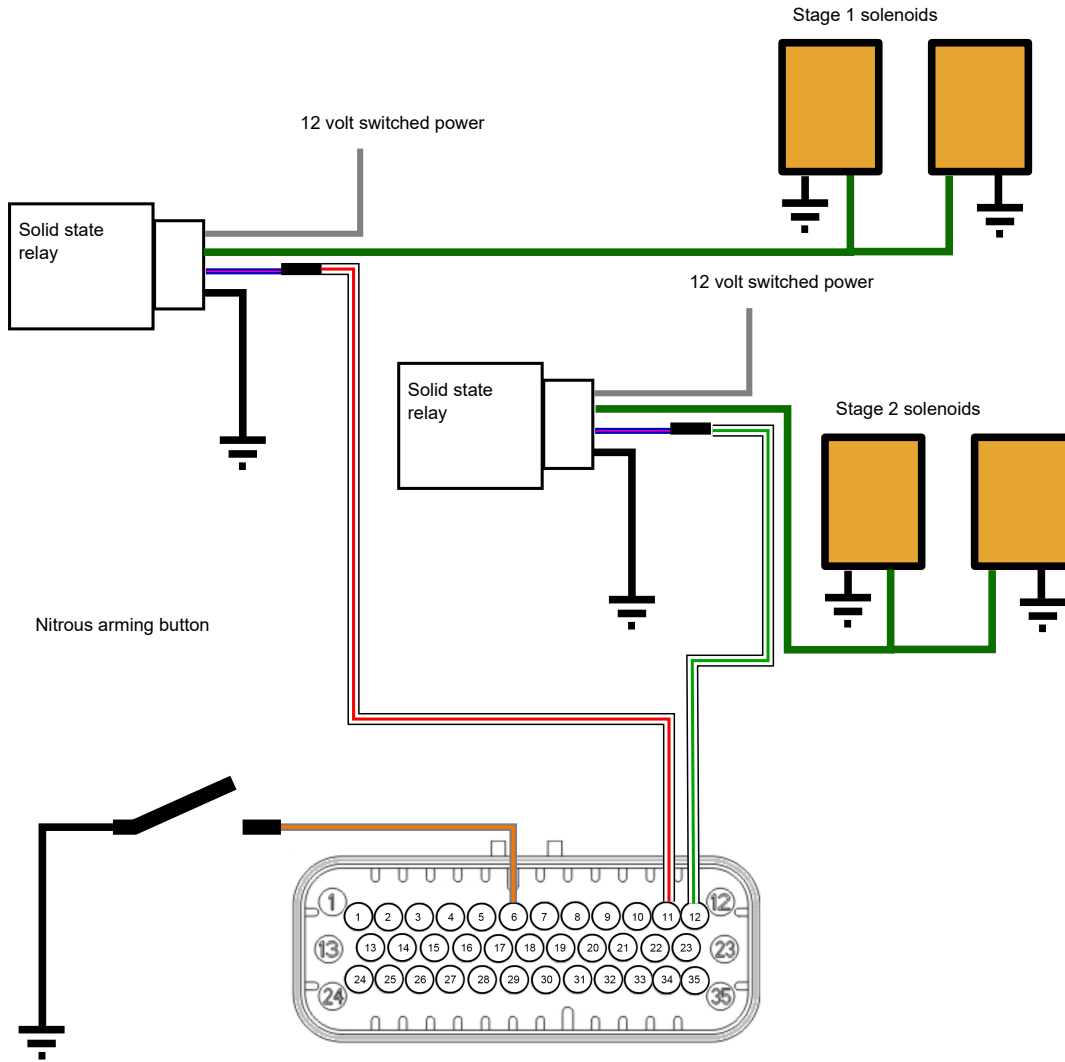 Stage 1 solenoids
12 volt switched power
Solid state
relay
12 volt switched power
Solid state
relay
Stage 2 solenoids
Nitrous arming button
1 12
1 2 3 4 5 6 7 8 9 10 11 12
13 13 14 15 16 17 18 19 20 21 22 23 23
24 25 26 27 28 29 30 31 32 33 34 35
24 35